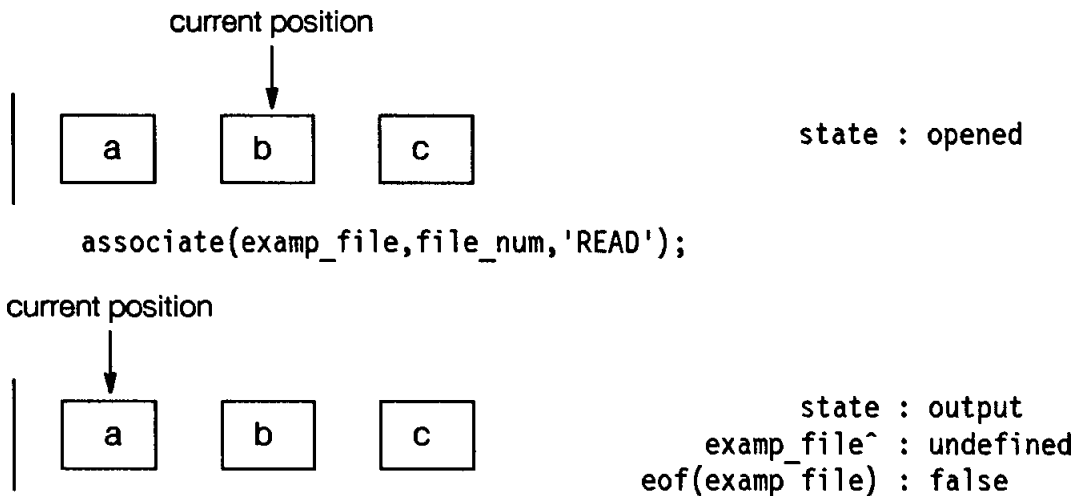 current position
a b c state : opened
associate(examp_file,file_num,'READ');
current position
a b c state : output
examp_file^ : undefined
eof(examp_file) : false